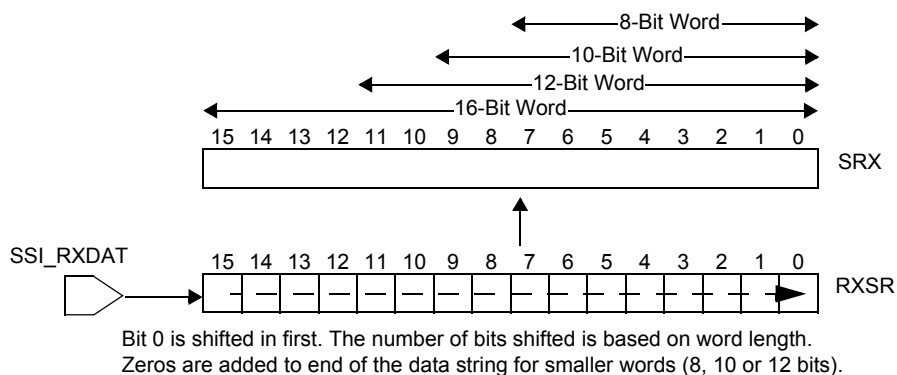 8-Bit Word
10-Bit Word
12-Bit Word
16-Bit Word
15 14 13 12 11 10 9 8 7 6 5 4 3 2 1 0
SRX
SSI_RXDAT
15 14 13 12 11 10 9 8 7 6 5 4 3 2 1 0
RXSR
Bit 0 is shifted in first. The number of bits shifted is based on word length.
Zeros are added to end of the data string for smaller words (8, 10 or 12 bits).